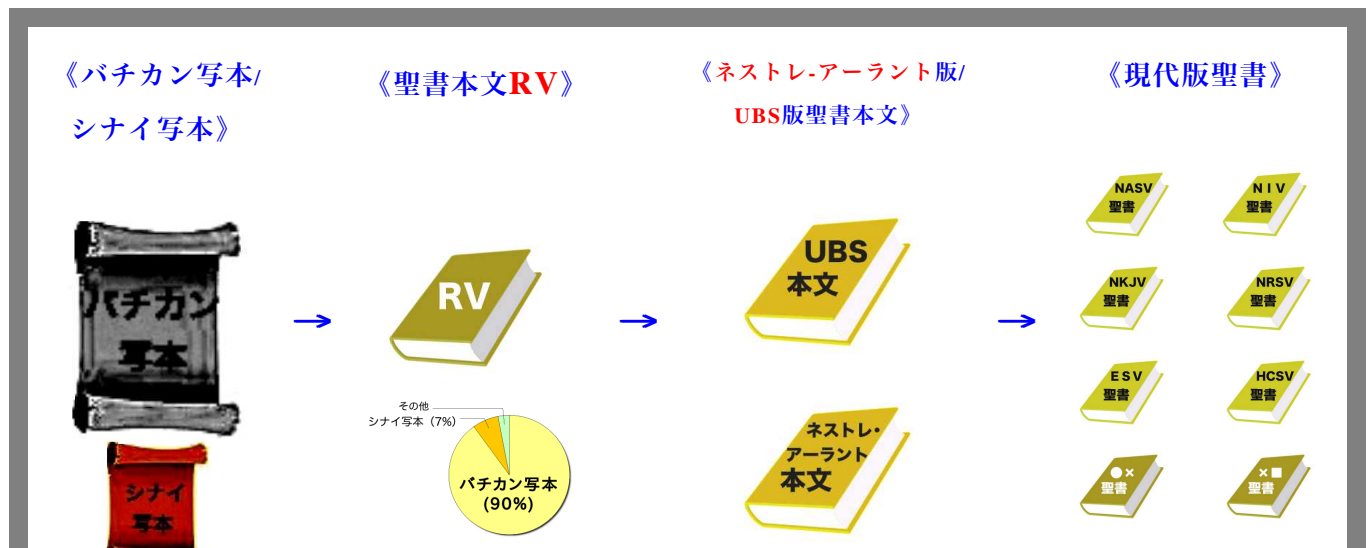 《バチカン写本/
シナイ写本》
《聖書本文RV》
《ネストレ-アーラント版/
UBS版聖書本文》
《現代版聖書》
バチカン
写本
シナイ
写本
RV
その他
シナイ写本（7%）
バチカン写本
(90%)
UBS
本文
ネストレ・
アーラント
本文
NASV
聖書
NIV
聖書
NKJV
聖書
NRSV
聖書
ESV
聖書
HCSV
聖書
●×
聖書
×■
聖書